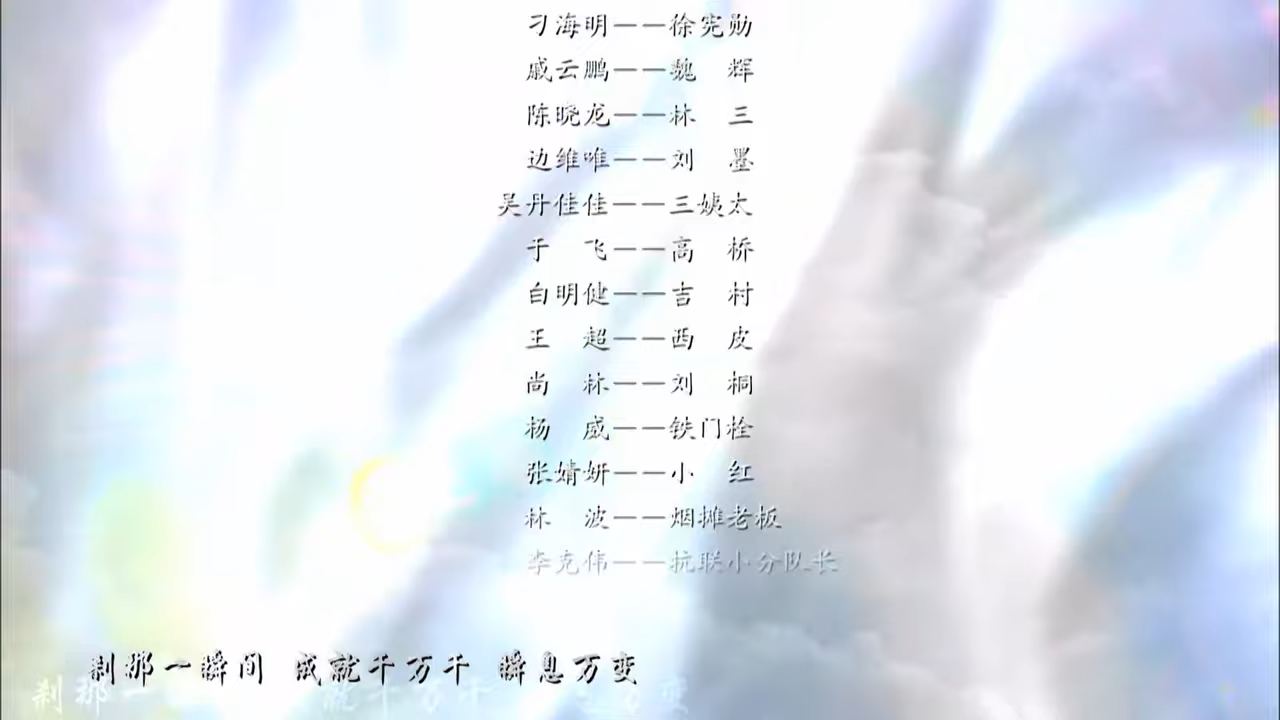 刁海明——徐宪勋
戚云鹏——魏　辉
陈晓龙——林　三
边维唯——刘　墨
吴丹佳佳——三姨太
于　飞——高　桥
白明健——吉　村
王　超——西　皮
尚　林——刘　桐
杨　威——铁门栓
张婧妍——小　红
林　波——烟摊老板
李克伟——抗联小分队长
刹那一瞬间 成就千万千 瞬息万变